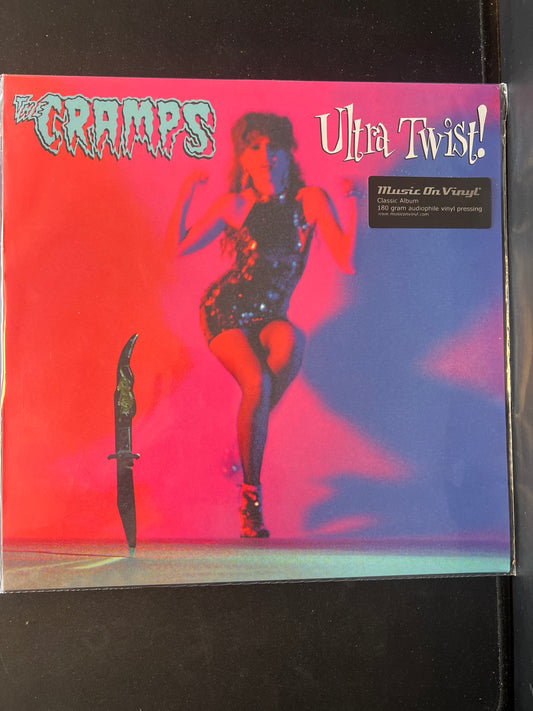 THE CRAMPS
Ultra Twist!
Music On Vinyl
Classic Album
180 gram audiophile vinyl pressing
www.musiconvinyl.com